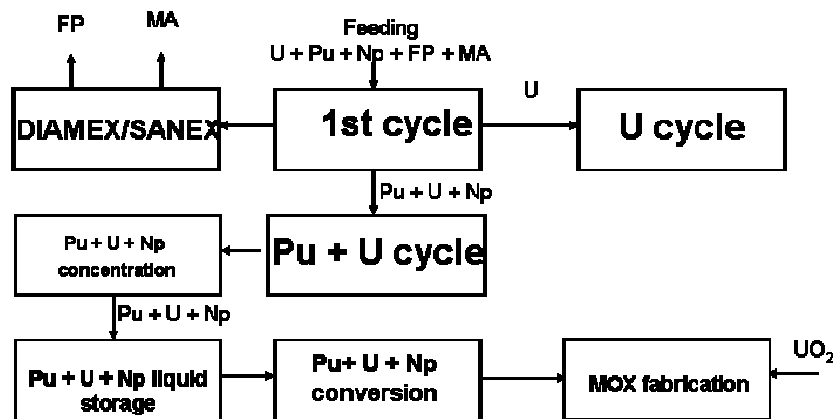 FP
MA
Feeding
U + Pu + Np + FP + MA
DIAMEX/SANEX
1st cycle
U
U cycle
Pu + U + Np
Pu + U + Np
concentration
Pu + U cycle
Pu + U + Np
Pu + U + Np liquid
storage
Pu+ U + Np
conversion
MOX fabrication
UO₂